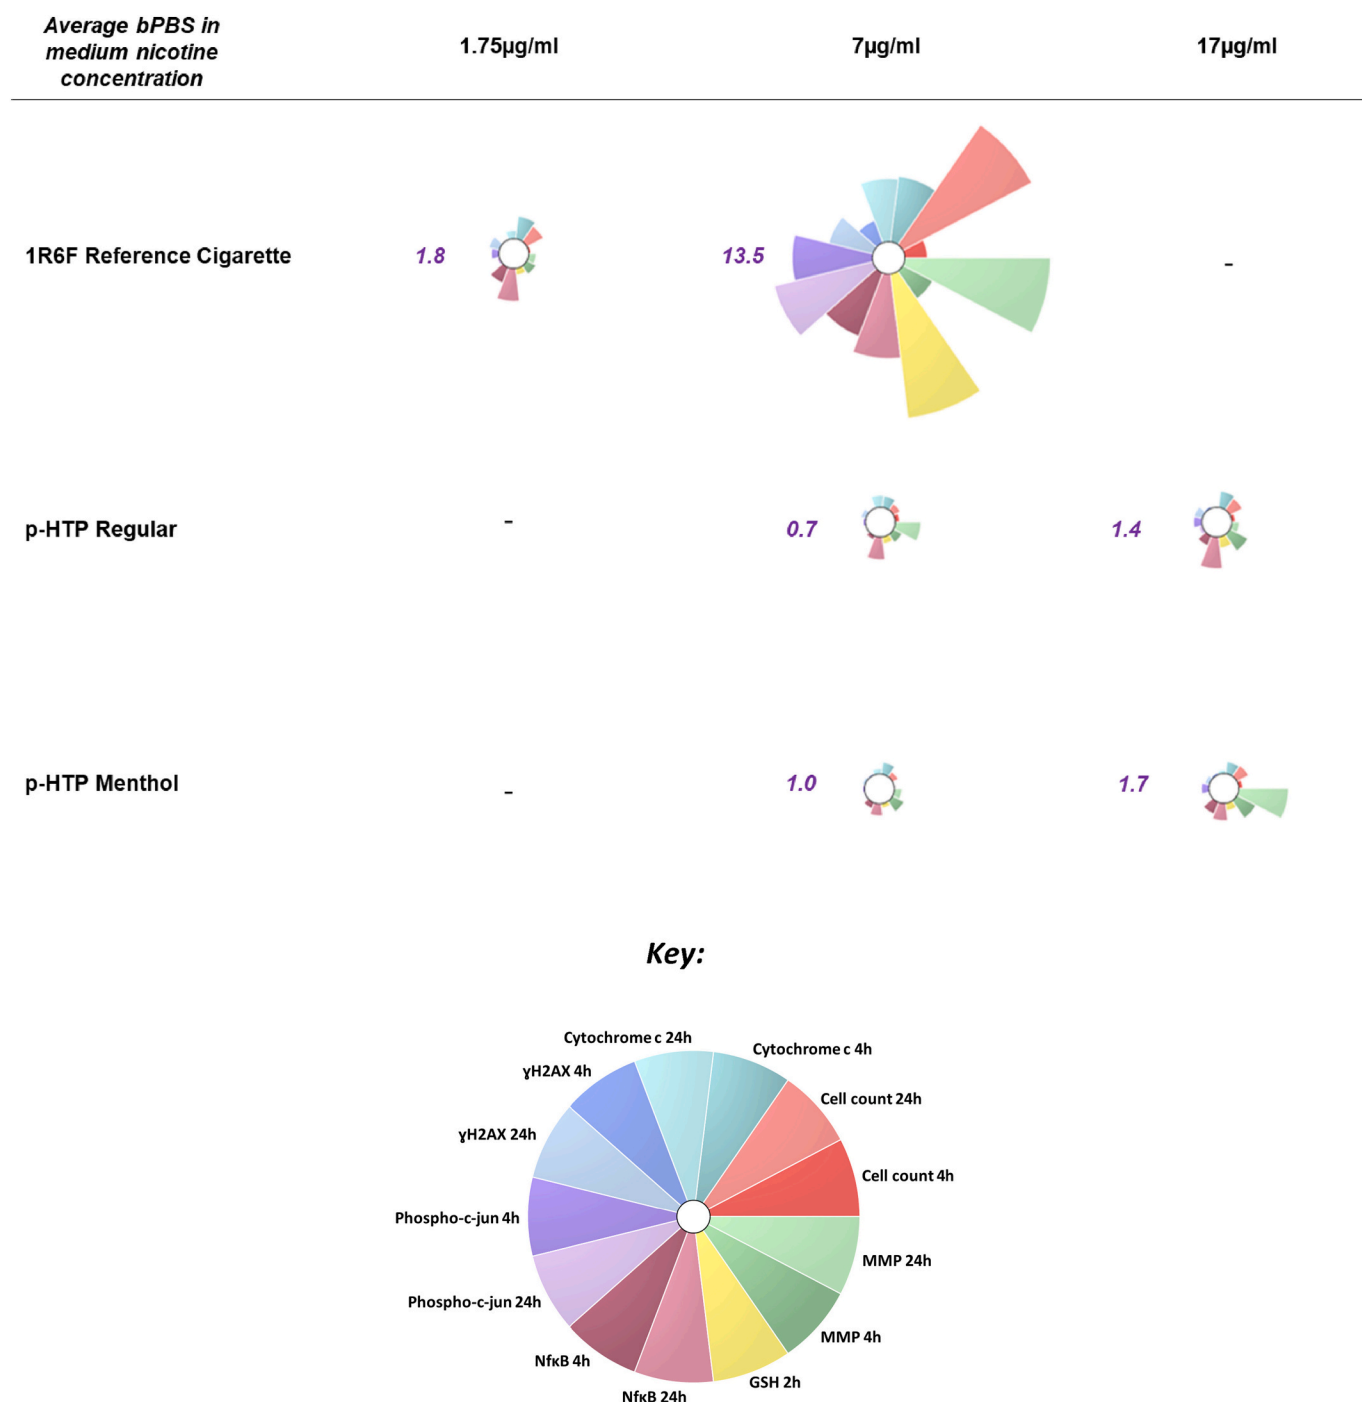 Average bPBS in
medium nicotine
concentration
1.75µg/ml
7µg/ml
17µg/ml
1R6F Reference Cigarette
1.8
13.5
-
p-HTP Regular
-
0.7
1.4
p-HTP Menthol
-
1.0
1.7
Key:
Cytochrome c 24h
Cytochrome c 4h
ɣH2AX 4h
Cell count 24h
ɣH2AX 24h
Cell count 4h
Phospho-c-jun 4h
MMP 24h
Phospho-c-jun 24h
MMP 4h
NfκB 4h
GSH 2h
NfκB 24h